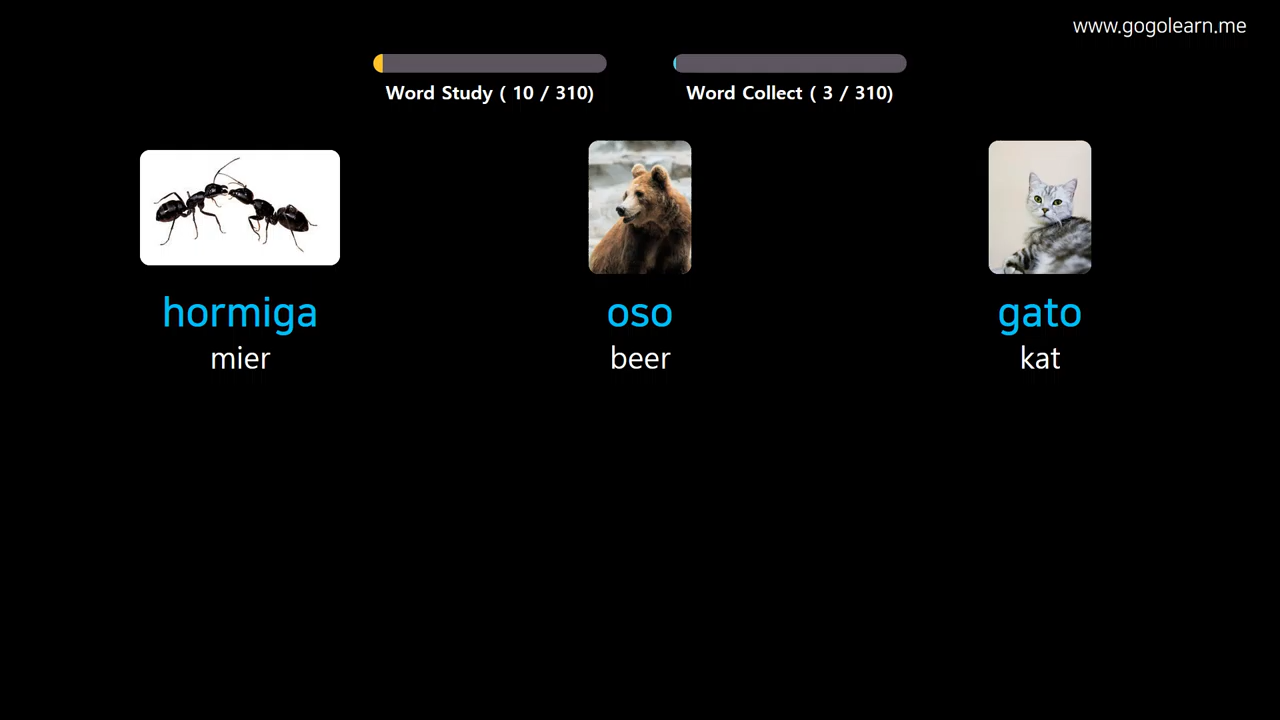 www.gogolearn.me
Word Study ( 10 / 310)
Word Collect ( 3 / 310)
hormiga
mier
oso
beer
gato
kat